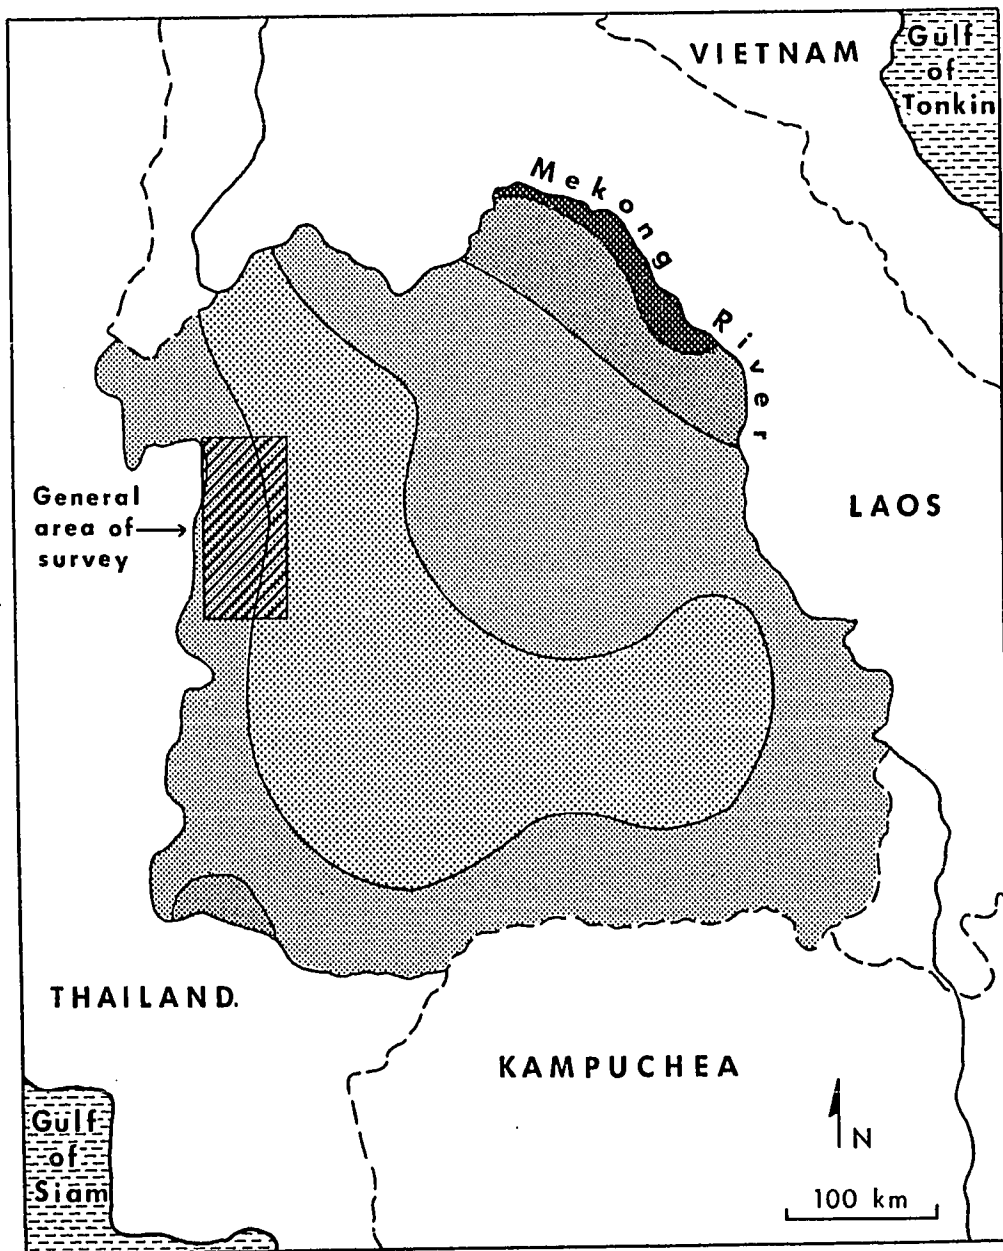 VIETNAM
Gulf
of
Tonkin
Mekong River
LAOS
General
area of
survey
THAILAND.
KAMPUCHEA
N
Gulf
of
Siam
100 km